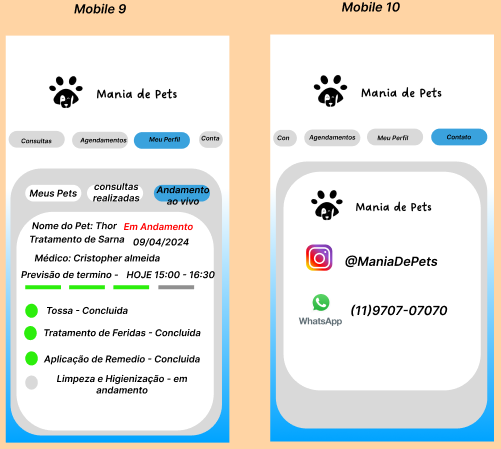 Mobile 9
Mania de Pets
Consultas
Agendamentos
Meu Perfil
Conta
Meus Pets
consultas
realizadas
Andamento
ao vivo
Nome do Pet: Thor Em Andamento
Tratamento de Sarna 09/04/2024
Médico: Cristopher almeida
Previsão de termino - HOJE 15:00 - 16:30
Tossa - Concluida
Tratamento de Feridas - Concluida
Aplicação de Remedio - Concluida
Limpeza e Higienização - em
andamento
Mobile 10
Mania de Pets
Con
Agendamentos
Meu Perfil
Contato
Mania de Pets
@ManiaDePets
WhatsApp
(11)9707-07070